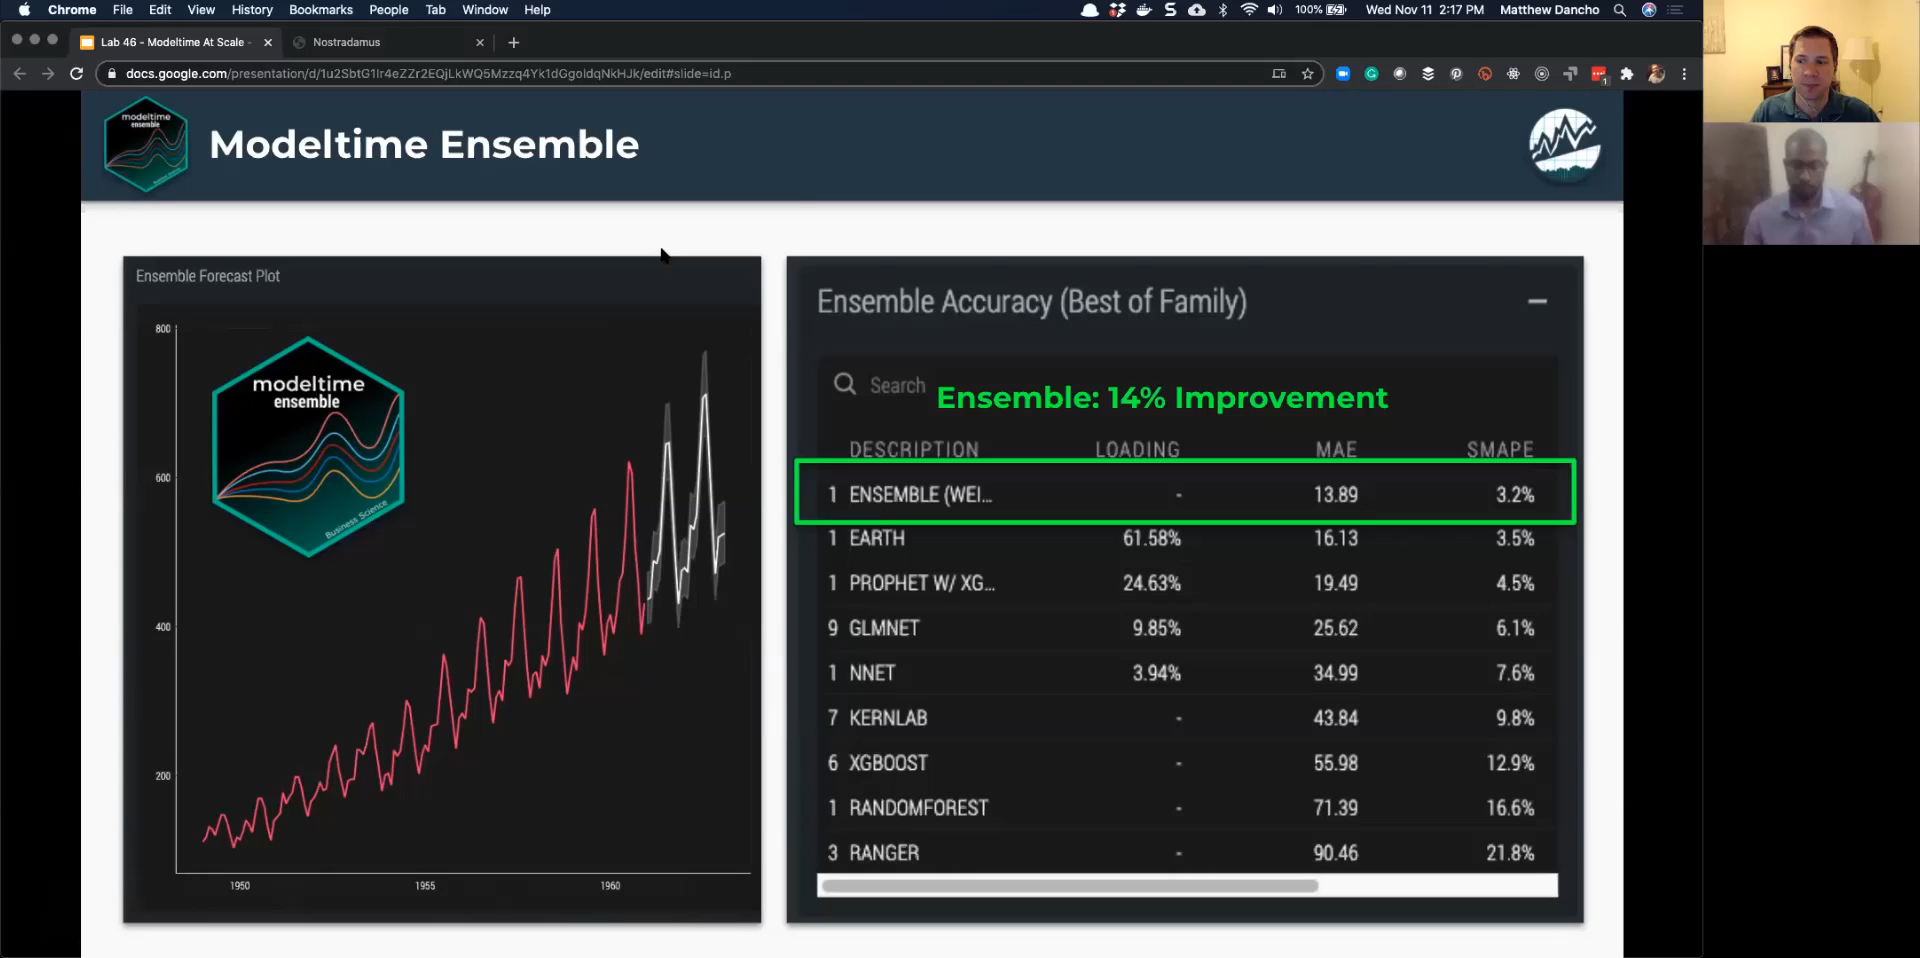 Chrome File Edit View History Bookmarks People Tab Window Help 100% Wed Nov 11 2:17 PM Matthew Dancho
Lab 46 - Modeltime At Scale - Nostradamus
docs.google.com/presentation/d/1u2SbtG1Ir4eZZr2EQjLkWQ5Mzzq4Yk1dGgoldqNkHJk/edit#slide=id.p
modeltime
ensemble
Modeltime Ensemble
Ensemble Forecast Plot
800
600
400
200
1950 1955 1960
modeltime
ensemble
Business Science
Ensemble Accuracy (Best of Family)
Search
Ensemble: 14% Improvement
DESCRIPTION LOADING MAE SMAPE
1 ENSEMBLE (WEI... - 13.89 3.2%
1 EARTH 61.58% 16.13 3.5%
1 PROPHET W/ XG... 24.63% 19.49 4.5%
9 GLMNET 9.85% 25.62 6.1%
1 NNET 3.94% 34.99 7.6%
7 KERNLAB - 43.84 9.8%
6 XGBOOST - 55.98 12.9%
1 RANDOMFOREST - 71.39 16.6%
3 RANGER - 90.46 21.8%